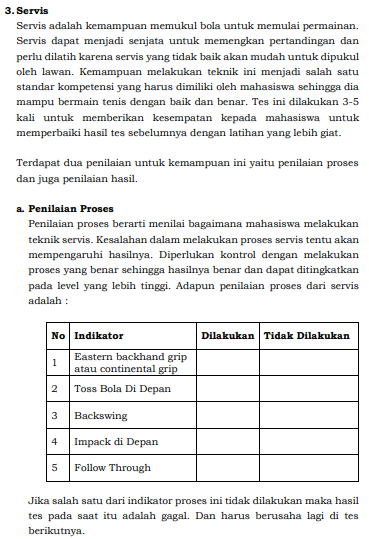 3. Servis
Servis adalah kemampuan memukul bola untuk memulai permainan.
Servis dapat menjadi senjata untuk memengkan pertandingan dan
perlu dilatih karena servis yang tidak baik akan mudah untuk dipukul
oleh lawan. Kemampuan melakukan teknik ini menjadi salah satu
standar kompetensi yang harus dimiliki oleh mahasiswa sehingga dia
mampu bermain tenis dengan baik dan benar. Tes ini dilakukan 3-5
kali untuk memberikan kesempatan kepada mahasiswa untuk
memperbaiki hasil tes sebelumnya dengan latihan yang lebih giat.
Terdapat dua penilaian untuk kemampuan ini yaitu penilaian proses
dan juga penilaian hasil.
a. Penilaian Proses
Penilaian proses berarti menilai bagaimana mahasiswa melakukan
teknik servis. Kesalahan dalam melakukan proses servis tentu akan
mempengaruhi hasilnya. Diperlukan kontrol dengan melakukan
proses yang benar sehingga hasilnya benar dan dapat ditingkatkan
pada level yang lebih tinggi. Adapun penilaian proses dari servis
adalah :
No Indikator Dilakukan Tidak Dilakukan
1 Eastern backhand grip
atau continental grip
2 Toss Bola Di Depan
3 Backswing
4 Impack di Depan
5 Follow Through
Jika salah satu dari indikator proses ini tidak dilakukan maka hasil
tes pada saat itu adalah gagal. Dan harus berusaha lagi di tes
berikutnya.